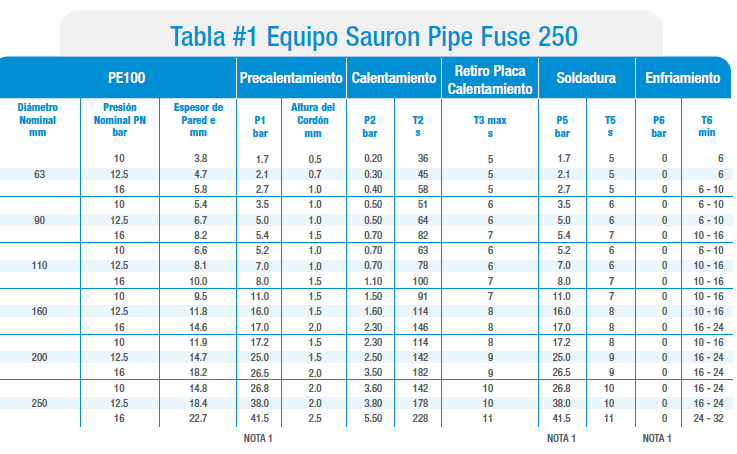 Tabla #1 Equipo Sauron Pipe Fuse 250
PE100 Precalentamiento Calentamiento Retiro Placa Calentamiento Soldadura Enfriamiento
Diámetro Nominal mm Presión Nominal PN bar Espesor de Pared e mm P1 bar Altura del Cordón mm P2 bar T2 s T3 max s P5 bar T5 s P6 bar T6 min
10 3.8 1.7 0.5 0.20 36 5 1.7 5 0 6
63 12.5 4.7 2.1 0.7 0.30 45 5 2.1 5 0 6
16 5.8 2.7 1.0 0.40 58 5 2.7 5 0 6 - 10
10 5.4 3.5 1.0 0.50 51 6 3.5 6 0 6 - 10
90 12.5 6.7 5.0 1.0 0.50 64 6 5.0 6 0 6 - 10
16 8.2 5.4 1.5 0.70 82 7 5.4 7 0 10 - 16
10 6.6 5.2 1.0 0.70 63 6 5.2 6 0 6 - 10
110 12.5 8.1 7.0 1.0 0.70 78 6 7.0 6 0 10 - 16
16 10.0 8.0 1.5 1.10 100 7 8.0 7 0 10 - 16
10 9.5 11.0 1.5 1.50 91 7 11.0 7 0 10 - 16
160 12.5 11.8 16.0 1.5 1.60 114 8 16.0 8 0 10 - 16
16 14.6 17.0 2.0 2.30 146 8 17.0 8 0 16 - 24
10 11.9 17.2 1.5 2.30 114 8 17.2 8 0 10 - 16
200 12.5 14.7 25.0 1.5 2.50 142 9 25.0 9 0 16 - 24
16 18.2 26.5 2.0 3.50 182 9 26.5 9 0 16 - 24
10 14.8 26.8 2.0 3.60 142 10 26.8 10 0 16 - 24
250 12.5 18.4 38.0 2.0 3.80 178 10 38.0 10 0 16 - 24
16 22.7 41.5 2.5 5.50 228 11 41.5 11 0 24 - 32
NOTA 1 NOTA 1 NOTA 1